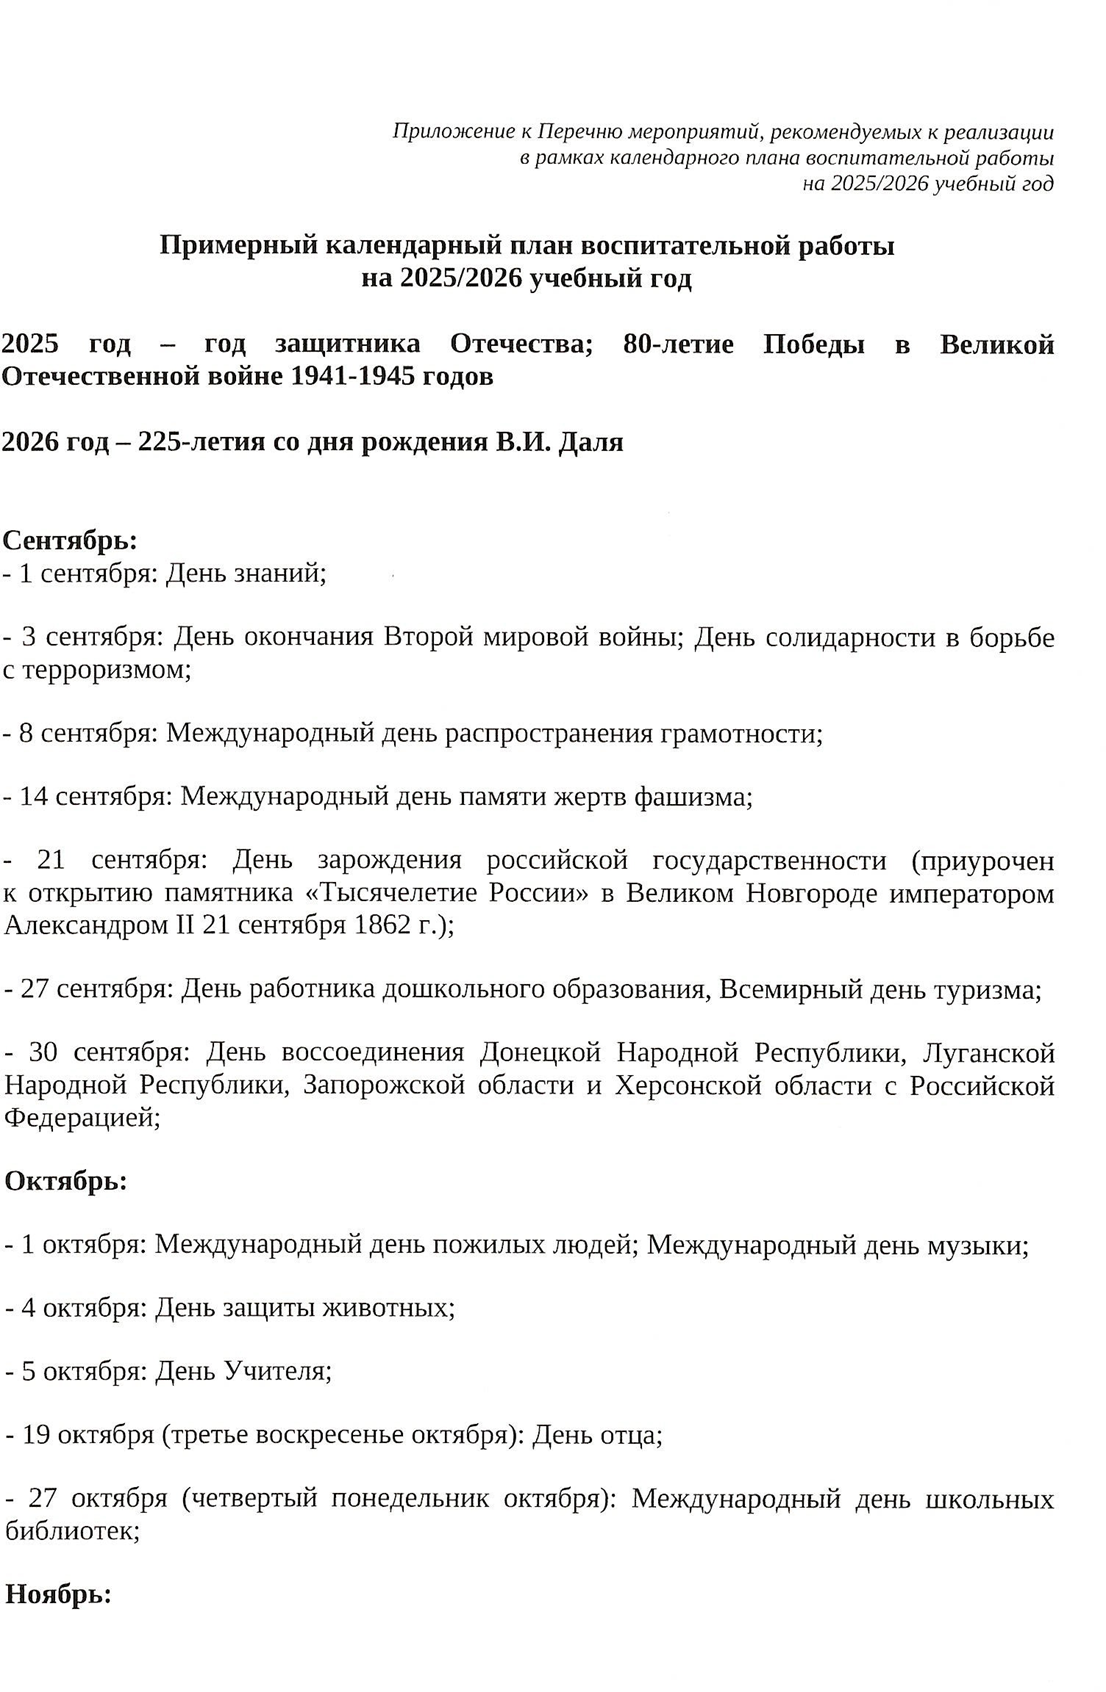 Приложение к Перечню мероприятий, рекомендуемых к реализации
в рамках календарного плана воспитательной работы
на 2025/2026 учебный год
Примерный календарный план воспитательной работы
на 2025/2026 учебный год
2025 год – год защитника Отечества; 80-летие Победы в Великой
Отечественной войне 1941-1945 годов
2026 год – 225-летия со дня рождения В.И. Даля
Сентябрь:
- 1 сентября: День знаний;
- 3 сентября: День окончания Второй мировой войны; День солидарности в борьбе
с терроризмом;
- 8 сентября: Международный день распространения грамотности;
- 14 сентября: Международный день памяти жертв фашизма;
- 21 сентября: День зарождения российской государственности (приурочен
к открытию памятника «Тысячелетие России» в Великом Новгороде императором
Александром II 21 сентября 1862 г.);
- 27 сентября: День работника дошкольного образования, Всемирный день туризма;
- 30 сентября: День воссоединения Донецкой Народной Республики, Луганской
Народной Республики, Запорожской области и Херсонской области с Российской
Федерацией;
Октябрь:
- 1 октября: Международный день пожилых людей; Международный день музыки;
- 4 октября: День защиты животных;
- 5 октября: День Учителя;
- 19 октября (третье воскресенье октября): День отца;
- 27 октября (четвертый понедельник октября): Международный день школьных
библиотек;
Ноябрь: